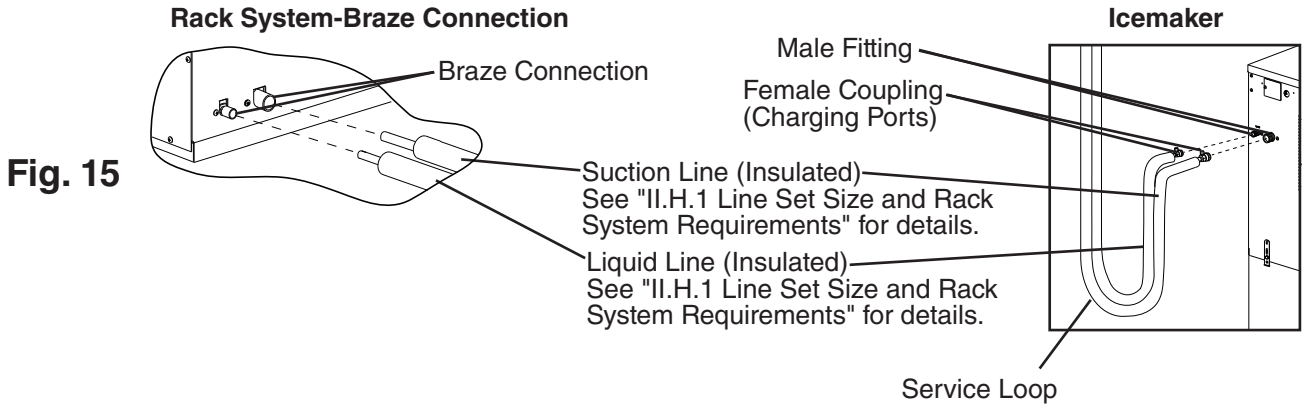 Rack System-Braze Connection
Icemaker
Braze Connection
Male Fitting
Female Coupling
(Charging Ports)
Fig. 15
Suction Line (Insulated)
See "II.H.1 Line Set Size and Rack
System Requirements" for details.
Liquid Line (Insulated)
See "II.H.1 Line Set Size and Rack
System Requirements" for details.
Service Loop